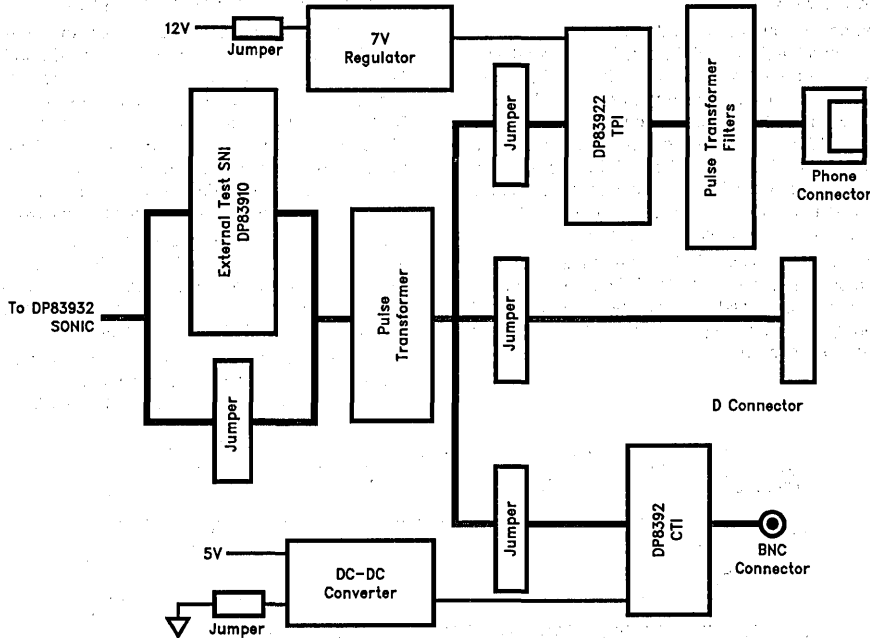 12V
Jumper
7V
Regulator
Jumper
DP83922
TPI
Pulse Transformer
Filters
Phone
Connector
External Test SNI
DP83910
To DP83932
SONIC
Jumper
Pulse
Transformer
Jumper
D Connector
Jumper
DP8392
CTI
BNC
Connector
5V
DC-DC
Converter
Jumper